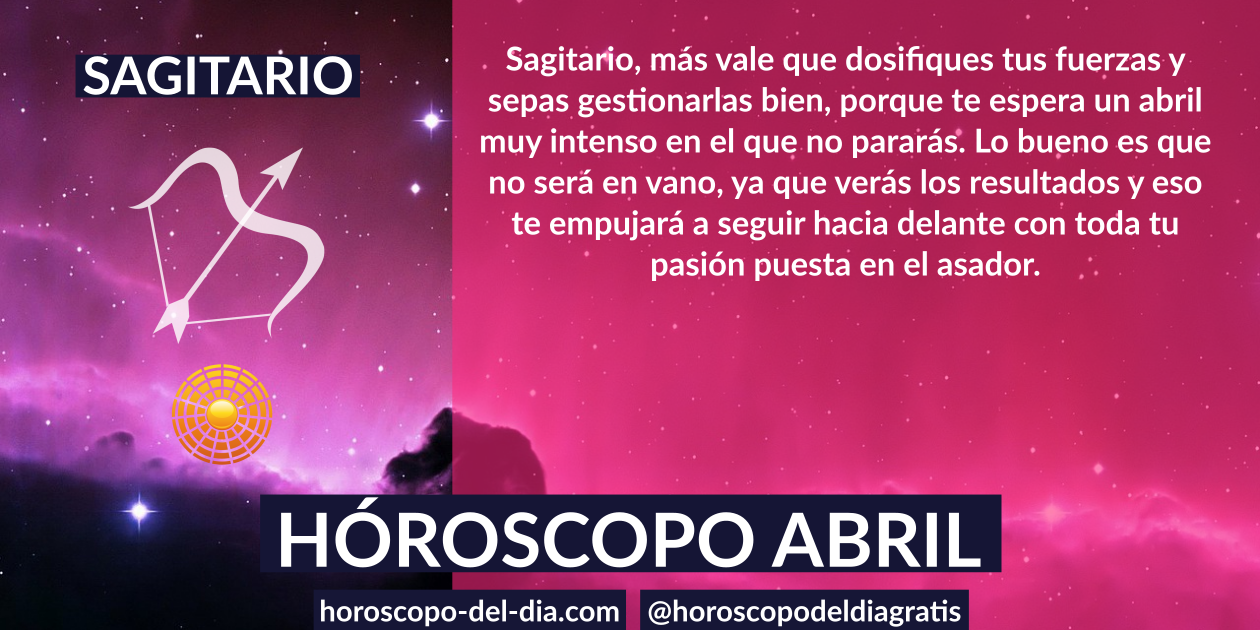 SAGITARIO
Sagitario, más vale que dosifiques tus fuerzas y
sepas gestionarlas bien, porque te espera un abril
muy intenso en el que no pararás. Lo bueno es que
no será en vano, ya que verás los resultados y eso
te empujará a seguir hacia delante con toda tu
pasión puesta en el asador.
HÓROSCOPO ABRIL
horoscopo-del-dia.com
@horoscopodeldiagratis